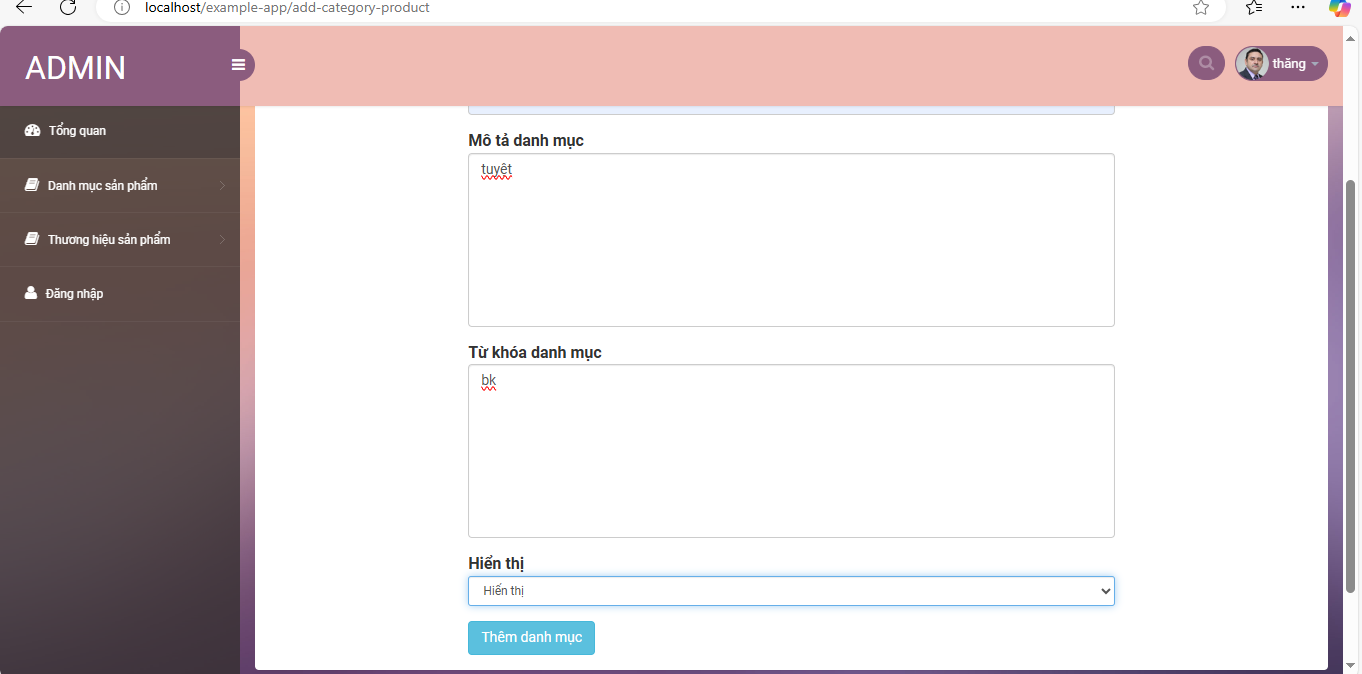 localhost/example-app/add-category-product
ADMIN
thăng
Tổng quan
Danh mục sản phẩm
Thương hiệu sản phẩm
Đăng nhập
Mô tả danh mục
tuyêt
Từ khóa danh mục
bk
Hiển thị
Hiển thị
Thêm danh mục